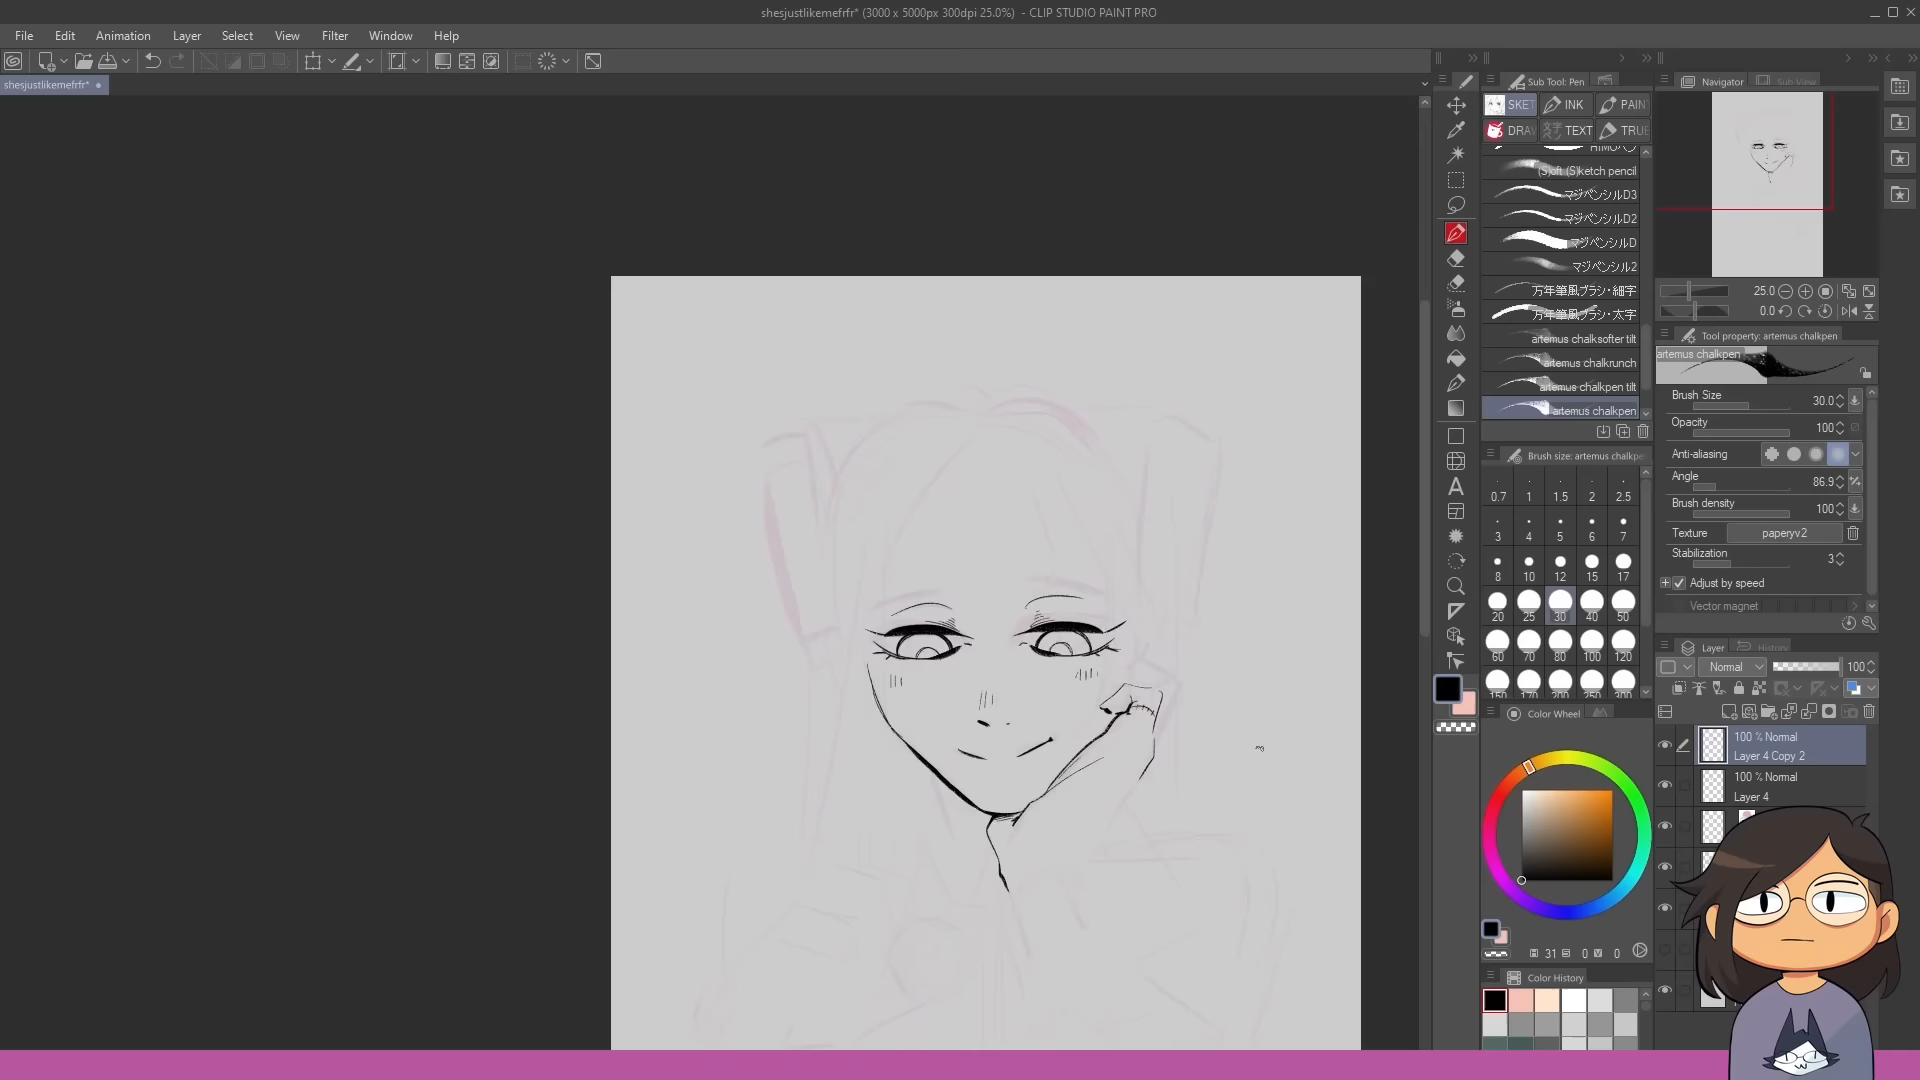 shesjustlikemefrfr* (3000 x 5000px 300dpi 25.0%) - CLIP STUDIO PAINT PRO
File Edit Animation Layer Select View Filter Window Help
shesjustlikemefrfr*
Sub Tool: Pen
SKET INK PAIN
DRAW TEXT TRUE
(S)oft (S)ketch pencil
マジペンシルD3
マジペンシルD2
マジペンシルD
マジペンシル2
万年筆風ブラシ・細字
万年筆風ブラシ・太字
artemus chalksofter tilt
artemus chalkrunch
artemus chalkpen tilt
artemus chalkpen
Brush size: artemus chalkpe
0.7 1 1.5 2 2.5
3 4 5 6 7
8 10 12 15 17
20 25 30 40 50
60 70 80 100 120
150 170 200 250 300
Color Wheel
H 31 S 0 V 0
Color History
Navigator Sub View
25.0
0.0
Tool property: artemus chalkpen
artemus chalkpen
Brush Size 30.0
Opacity 100
Anti-aliasing
Angle 86.9
Brush density 100
Texture paperyv2
Stabilization 3
Adjust by speed
Vector magnet
Layer History
Normal 100
100 % Normal
Layer 4 Copy 2
100 % Normal
Layer 4